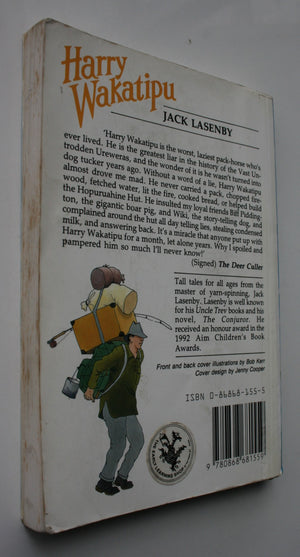 Harry
Wakatipu
JACK LASENBY
'Harry Wakatipu is the worst, laziest pack-horse who's
ever lived. He is the greatest liar in the history of the Vast Un-
trodden Ureweras, and the wonder of it is he wasn't turned into
dog tucker years ago. Without a word of a lie, Harry Wakatipu
almost drove me mad. He never carried a pack, chopped fire-
wood, fetched water, lit the fire, cooked bread, or helped build
the Hopuruahine Hut. He insulted my loyal friends Biff Pudding-
ton, the gigantic boar pig, and Wiki, the story-telling dog, and
complained around the hut all day telling lies, stealing condensed
milk, and answering back. It's a miracle that anyone put up with
Harry Wakatipu for a month, let alone years. Why I spoiled and
pampered him so much I'll never know!'
(Signed) The Deer Culler
Tall tales for all ages from the
master of yarn-spinning, Jack
Lasenby. Lasenby is well known for
his Uncle Trev books and his
novel, The Conjuror. He
received an honour award in the
1992 Aim Children's Book
Awards.
Front and back cover illustrations by Bob Kerr
Cover design by Jenny Cooper
ISBN 0-86868-155-5
9 780868 681559